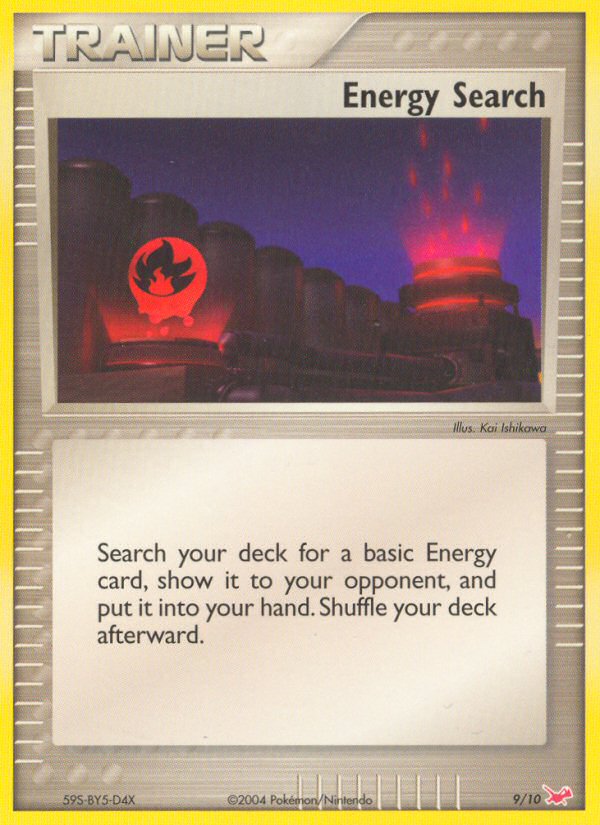 TRAINER
Energy Search
Illus. Kai Ishikawa
Search your deck for a basic Energy
card, show it to your opponent, and
put it into your hand. Shuffle your deck
afterward.
59S-BY5-D4X
©2004 Pokémon/Nintendo
9/10